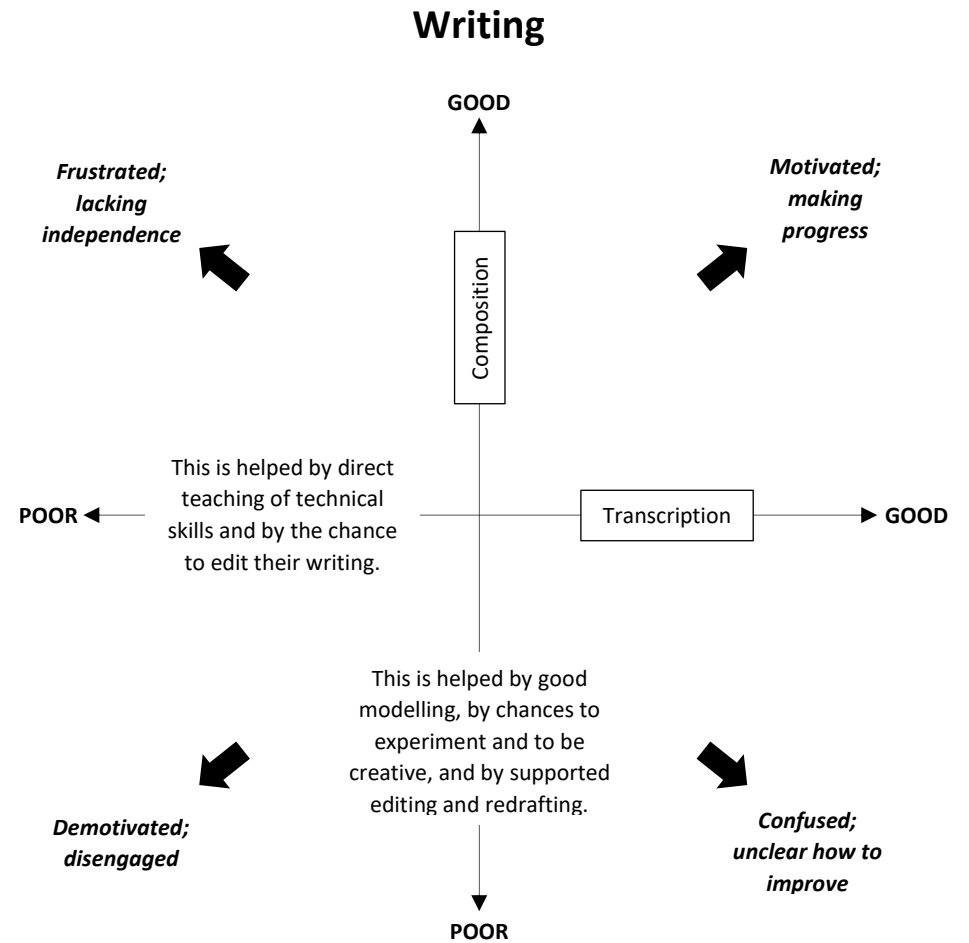 Writing
GOOD
Frustrated;
lacking
independence
Motivated;
making
progress
Composition
This is helped by direct
teaching of technical
skills and by the chance
to edit their writing.
POOR
Transcription
GOOD
This is helped by good
modelling, by chances to
experiment and to be
creative, and by supported
editing and redrafting.
Demotivated;
disengaged
Confused;
unclear how to
improve
POOR